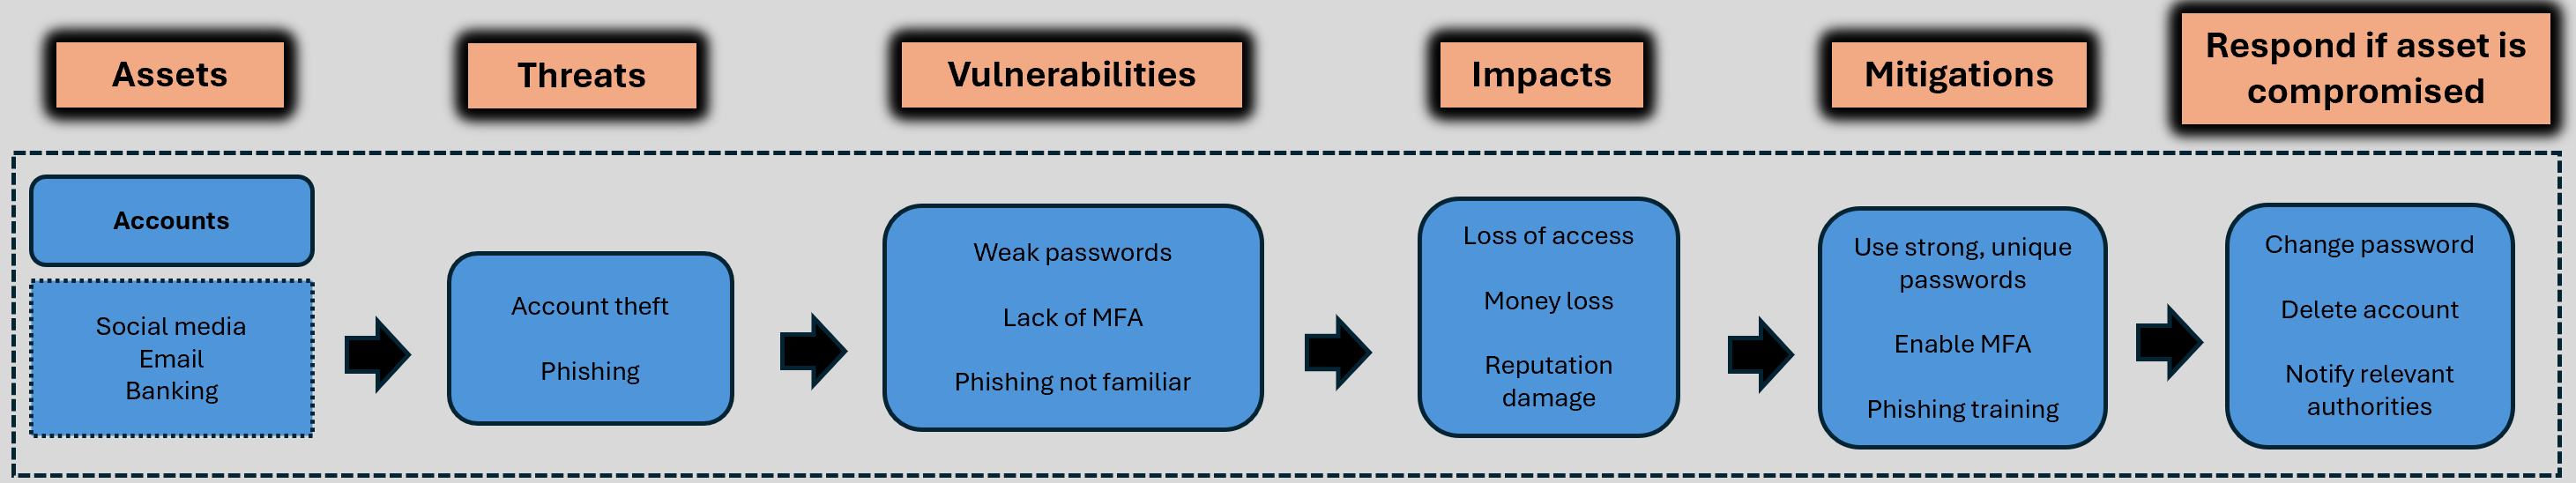 Assets
Threats
Vulnerabilities
Impacts
Mitigations
Respond if asset is
compromised
Accounts
Social media
Email
Banking
Account theft
Phishing
Weak passwords
Lack of MFA
Phishing not familiar
Loss of access
Money loss
Reputation
damage
Use strong, unique
passwords
Enable MFA
Phishing training
Change password
Delete account
Notify relevant
authorities